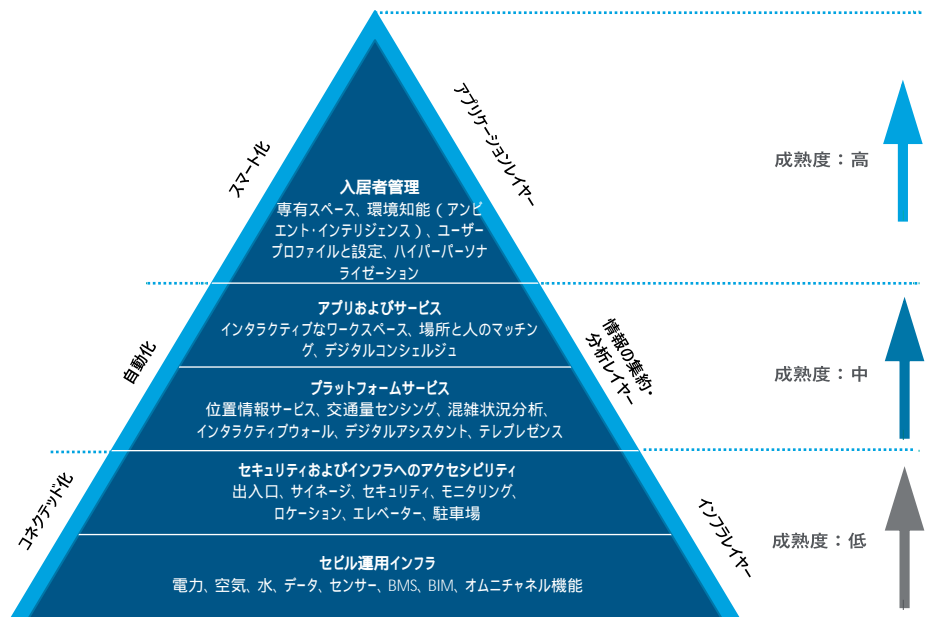 アプリケーションレイヤー
スマート化
成熟度：高
入居者管理
専有スペース、環境知能（アンビ
エント・インテリジェンス）、ユーザー
プロファイルと設定、ハイパーパーソナ
ライゼーション
アプリおよびサービス
インタラクティブなワークスペース、場所と人のマッチン
グ、デジタルコンシェルジュ
自動化
情報の集約・
分析レイヤー
成熟度：中
プラットフォームサービス
位置情報サービス、交通量センシング、混雑状況分析、
インタラクティブウォール、デジタルアシスタント、テレプレゼンス
セキュリティおよびインフラへのアクセシビリティ
出入口、サイネージ、セキュリティ、モニタリング、
ロケーション、エレベーター、駐車場
コネクテッド化
インフラレイヤー
成熟度：低
セビル運用インフラ
電力、空気、水、データ、センサー、BMS、BIM、オムニチャネル機能